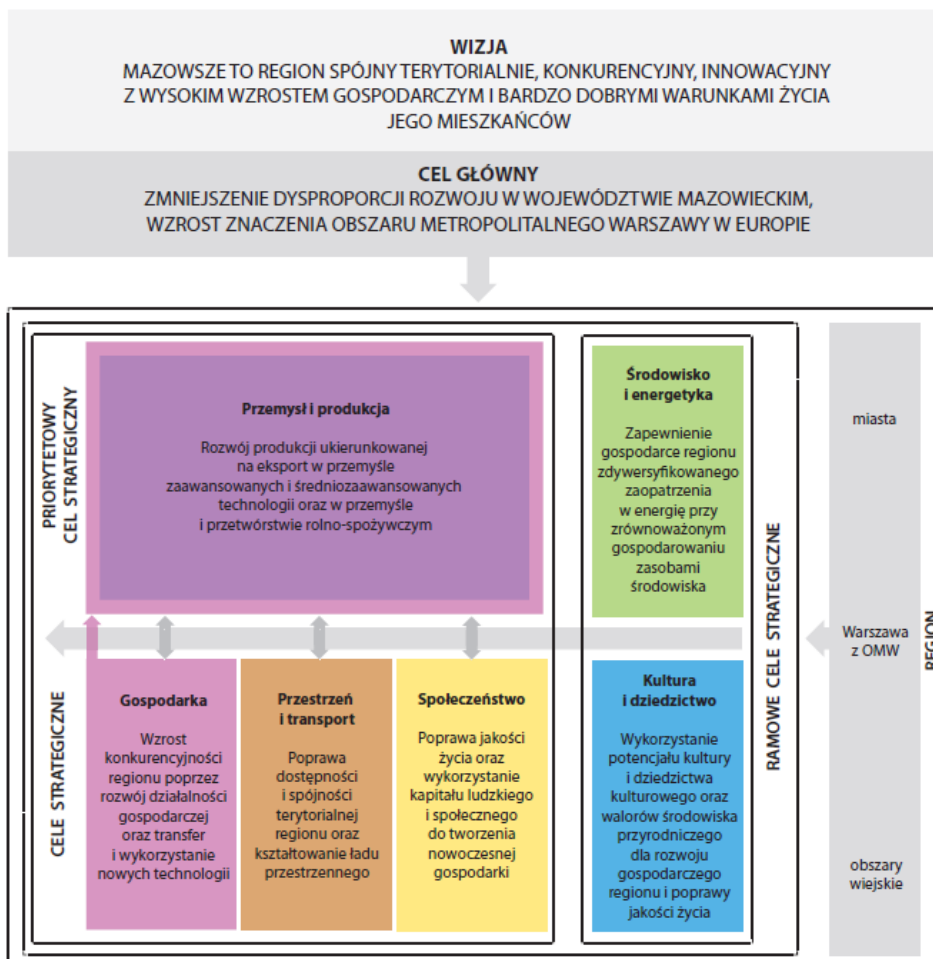 WIZJA
MAZOWSZE TO REGION SPÓJNY TERYTORIALNIE, KONKURENCYJNY, INNOWACYJNY
Z WYSOKIM WZROSTEM GOSPODARCZYM I BARDZO DOBRYMI WARUNKAMI ŻYCIA
JEGO MIESZKAŃCÓW
CEL GŁÓWNY
ZMNIEJSZENIE DYSPROPORCJI ROZWOJU W WOJEWÓDZTWIE MAZOWIECKIM,
WZROST ZNACZENIA OBSZARU METROPOLITALNEGO WARSZAWY W EUROPIE
PRIORYTETOWY
CEL STRATEGICZNY
Przemysł i produkcja
Rozwój produkcji ukierunkowanej
na eksport w przemyśle
zaawansowanych i średniozaawansowanych
technologii oraz w przemyśle
i przetwórstwie rolno-spożywczym
Środowisko
i energetyka
Zapewnienie
gospodarce regionu
zdywersyfikowanego
zaopatrzenia
w energię przy
zrównoważonym
gospodarowaniu
zasobami
środowiska
CELE STRATEGICZNE
Gospodarka
Wzrost
konkurencyjności
regionu poprzez
rozwój działalności
gospodarczej
oraz transfer
i wykorzystanie
nowych technologii
Przestrzeń
i transport
Poprawa
dostępności
i spójności
terytorialnej
regionu oraz
kształtowanie ładu
przestrzennego
Społeczeństwo
Poprawa jakości
życia oraz
wykorzystanie
kapitału ludzkiego
i społecznego
do tworzenia
nowoczesnej
gospodarki
Kultura
i dziedzictwo
Wykorzystanie
potencjału kultury
i dziedzictwa
kulturowego oraz
walorów środowiska
przyrodniczego
dla rozwoju
gospodarczego
regionu i poprawy
jakości życia
RAMOWE CELE STRATEGICZNE
miasta
Warszawa
z OMW
obszary
wiejskie
REGION